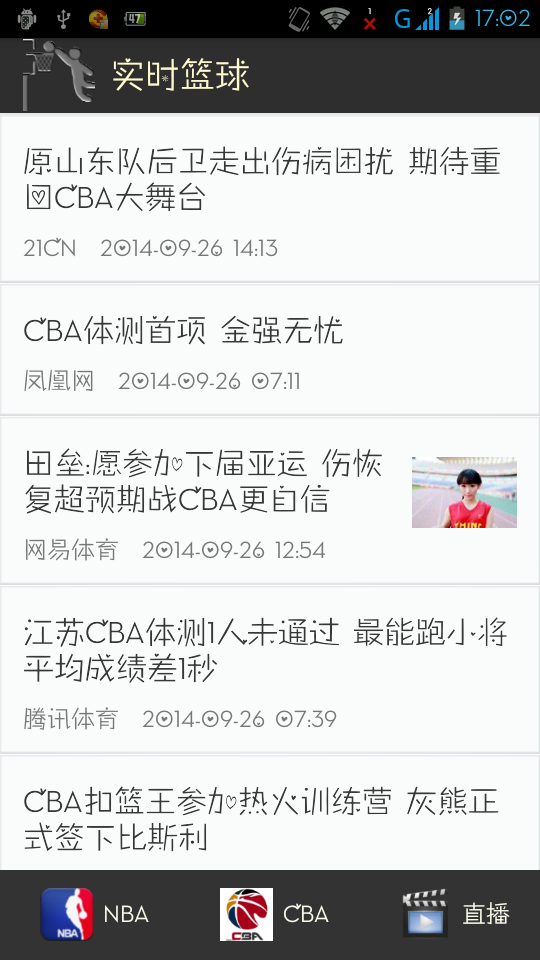 47
1
G
2
17:02
实时篮球
原山东队后卫走出伤病困扰 期待重
回CBA大舞台
21CN 2014-09-26 14:13
CBA体测首项 金强无忧
凤凰网 2014-09-26 07:11
田垒:愿参加下届亚运 伤恢
复超预期战CBA更自信
网易体育 2014-09-26 12:54
江苏CBA体测1人未通过 最能跑小将
平均成绩差1秒
腾讯体育 2014-09-26 07:39
CBA扣篮王参加热火训练营 灰熊正
式签下比斯利
NBA NBA
CBA CBA
直播